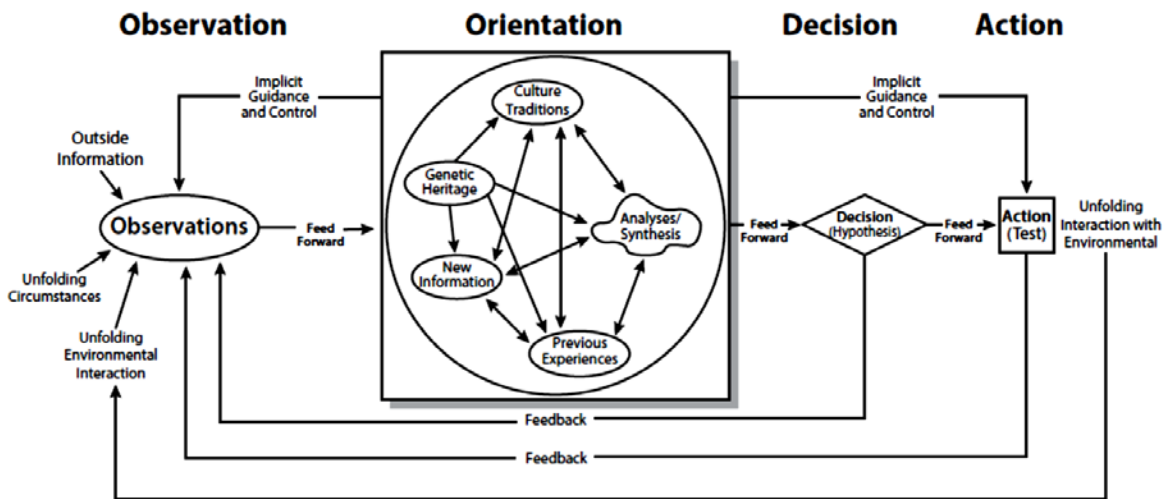 Observation
Orientation
Decision
Action
Implicit
Guidance
and Control
Outside
Information
Observations
Unfolding
Circumstances
Unfolding
Environmental
Interaction
Feed
Forward
Culture
Traditions
Genetic
Heritage
Analyses/
Synthesis
New
Information
Previous
Experiences
Implicit
Guidance
and Control
Feed
Forward
Decision
(Hypothesis)
Feed
Forward
Action
(Test)
Unfolding
Interaction with
Environmental
Feedback
Feedback